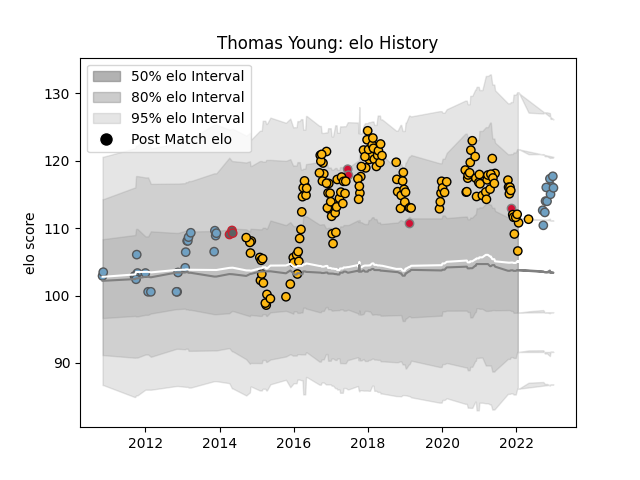 Thomas Young: elo History
50% elo Interval
80% elo Interval
95% elo Interval
Post Match elo
elo score
130
120
110
100
90
2012
2014
2016
2018
2020
2022